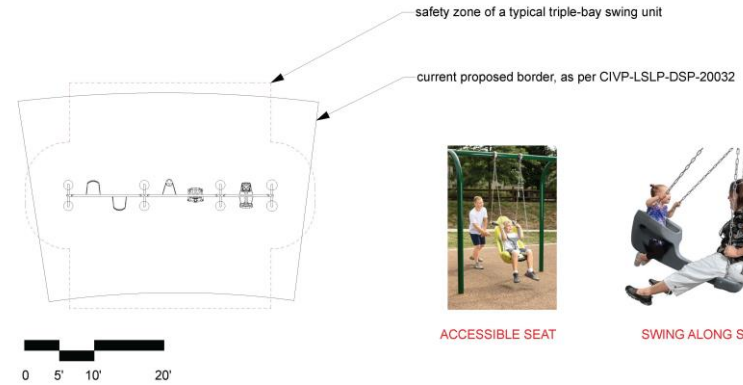 safety zone of a typical triple-bay swing unit
current proposed border, as per CIVP-LSLP-DSP-20032
ACCESSIBLE SEAT
SWING ALONG S
0 5' 10' 20'